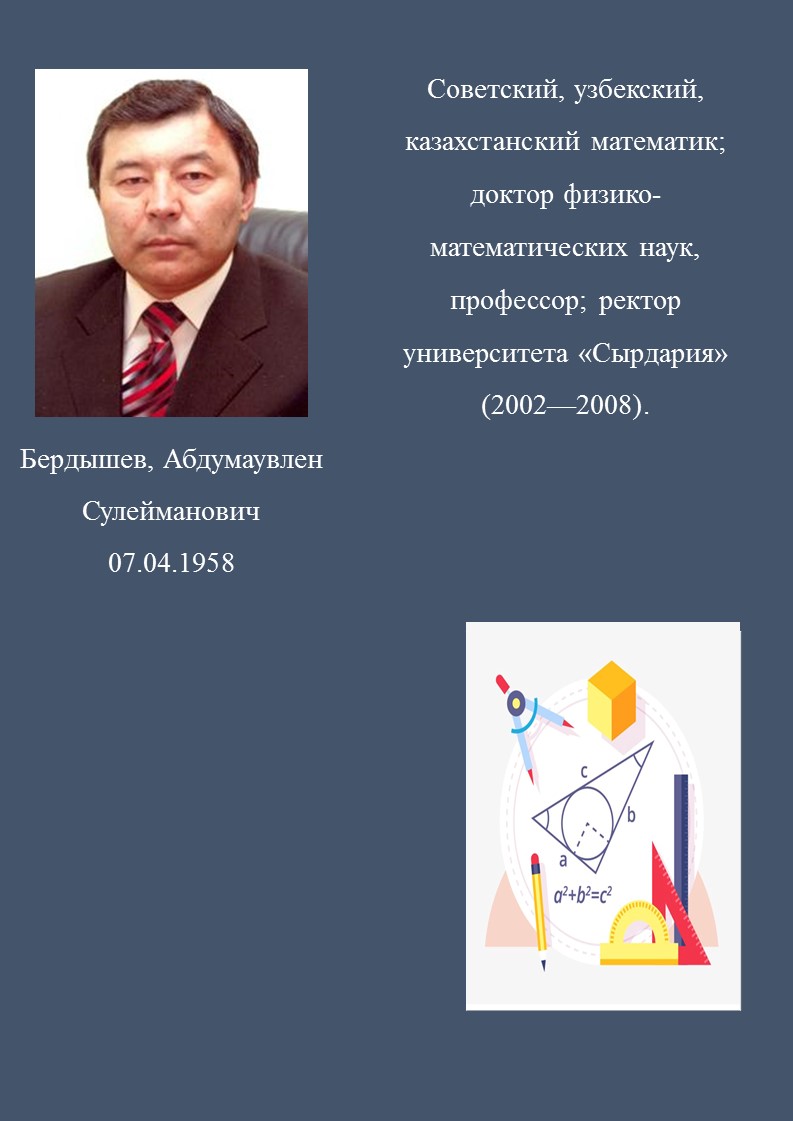 Советский, узбекский,
казахстанский математик;
доктор физико-
математических наук,
профессор; ректор
университета «Сырдария»
(2002—2008).
Бердышев, Абдумаувлен
Сулейманович
07.04.1958
c
b
a
a²+b²=c²